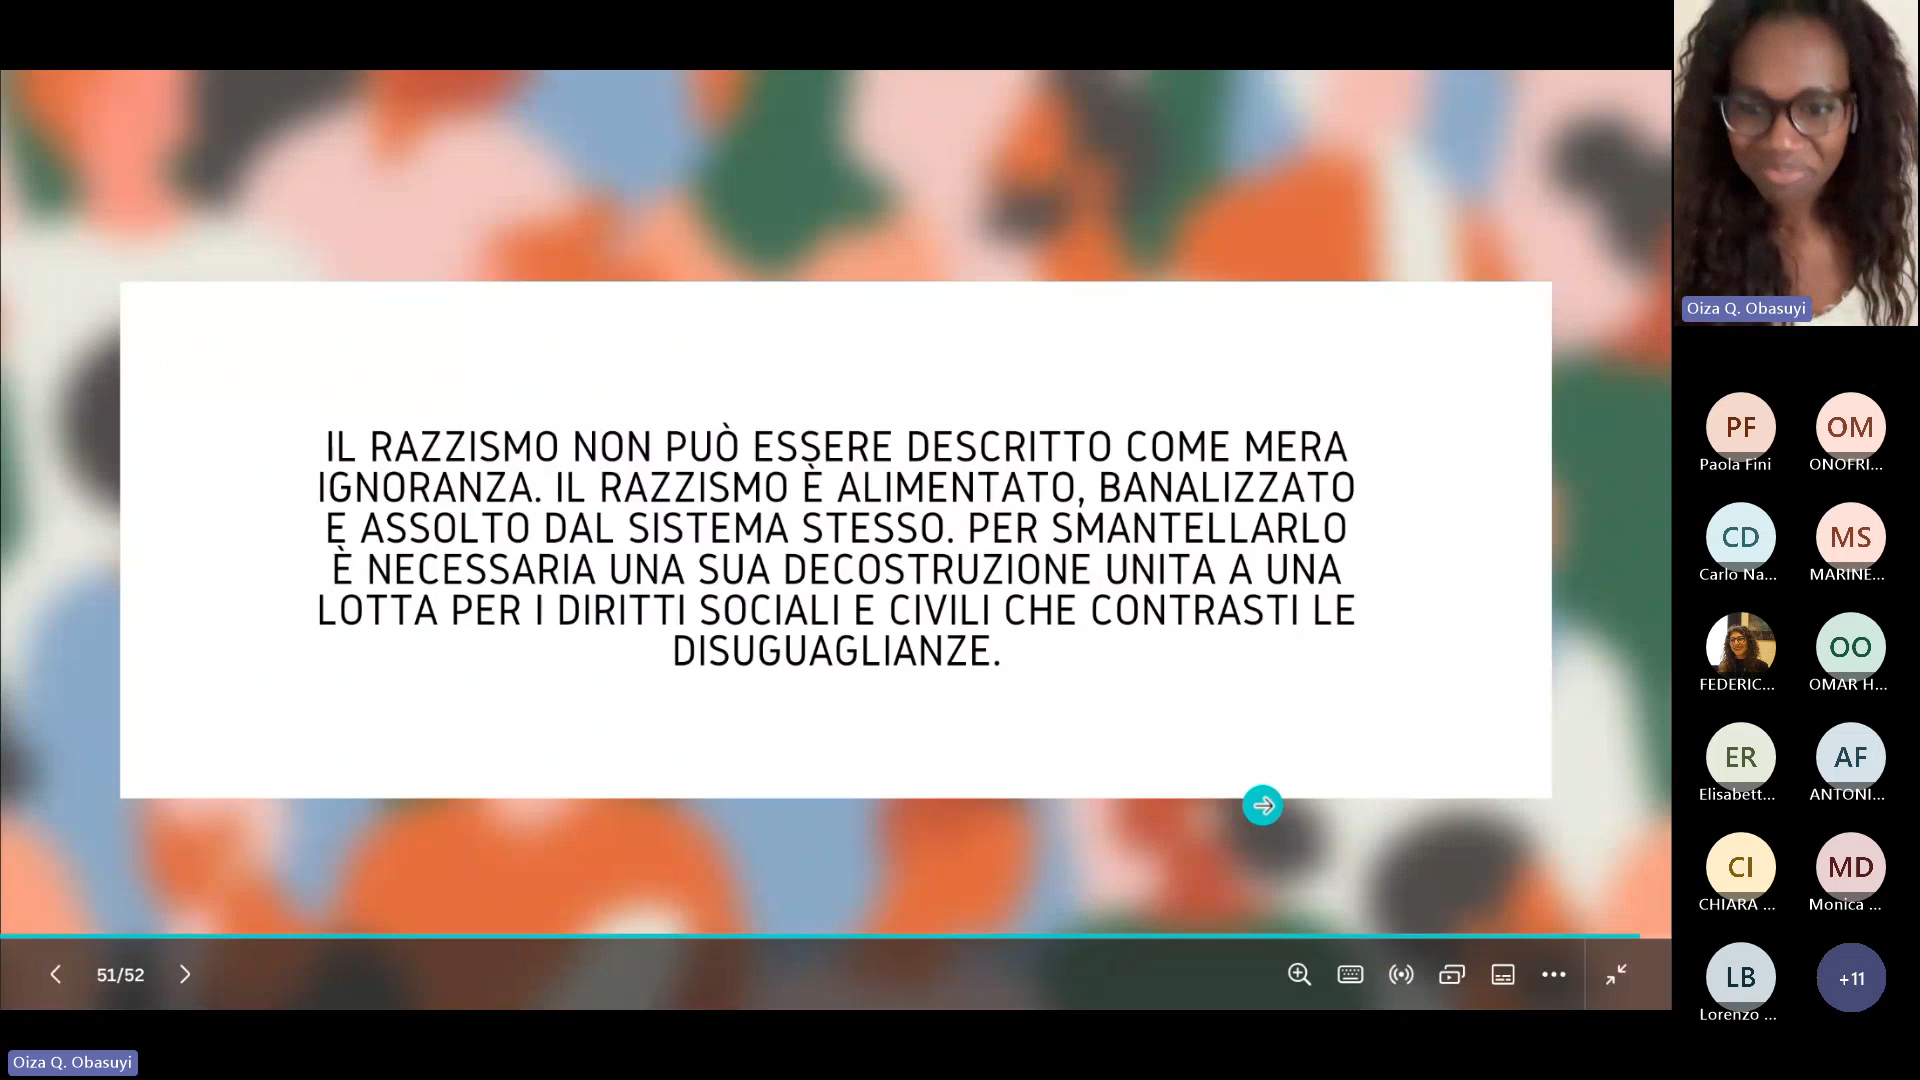 IL RAZZISMO NON PUÒ ESSERE DESCRITTO COME MERA
IGNORANZA. IL RAZZISMO È ALIMENTATO, BANALIZZATO
E ASSOLTO DAL SISTEMA STESSO. PER SMANTELLARLO
È NECESSARIA UNA SUA DECOSTRUZIONE UNITA A UNA
LOTTA PER I DIRITTI SOCIALI E CIVILI CHE CONTRASTI LE
DISUGUAGLIANZE.
51/52
Oiza Q. Obasuyi
Oiza Q. Obasuyi
PF
Paola Fini
OM
ONOFRI...
CD
Carlo Na...
MS
MARINE...
FEDERIC...
OO
OMAR H...
ER
Elisabett...
AF
ANTONI...
CI
CHIARA ...
MD
Monica ...
LB
Lorenzo ...
+11